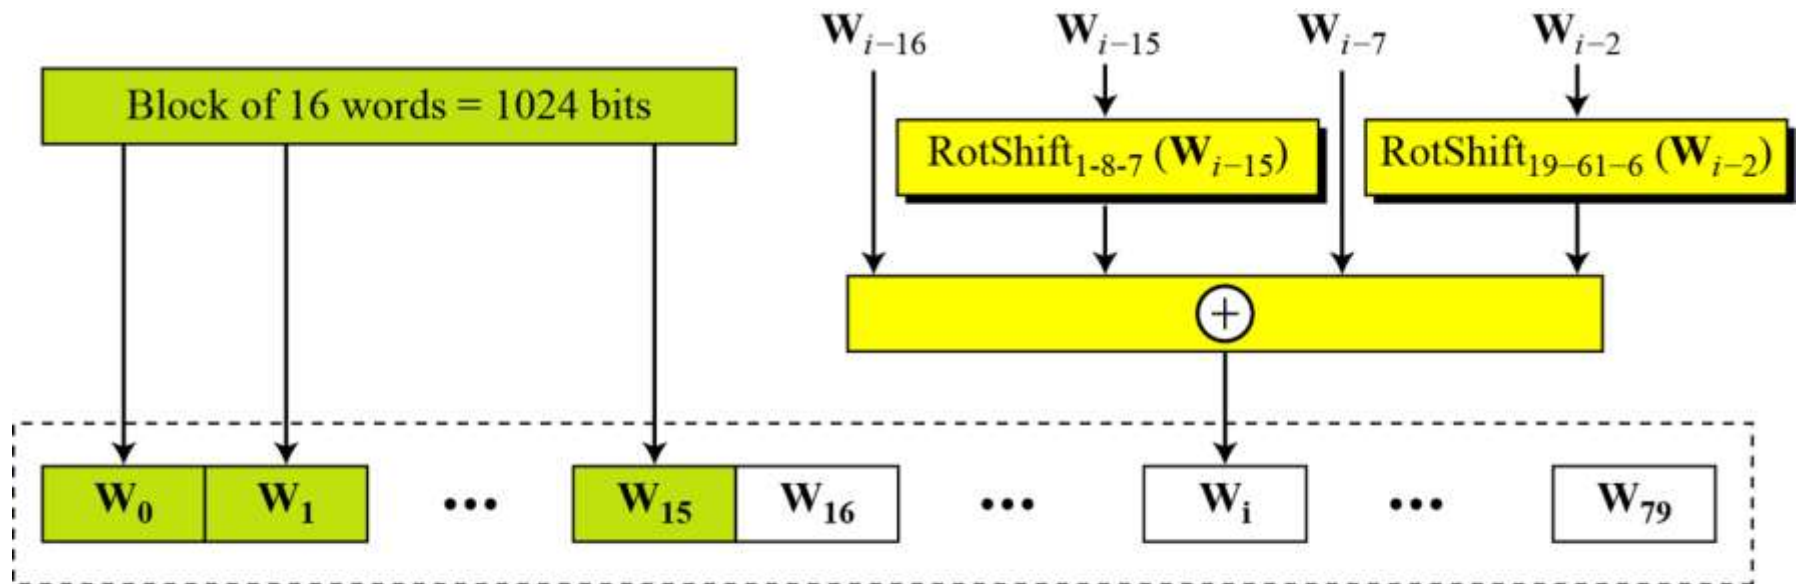 W_{i−16} W_{i−15} W_{i−7} W_{i−2}
Block of 16 words = 1024 bits
RotShift_{1-8-7} (W_{i−15}) RotShift_{19−61−6} (W_{i−2})
+
W_0 W_1 ... W_15 W_16 ... W_i ... W_79